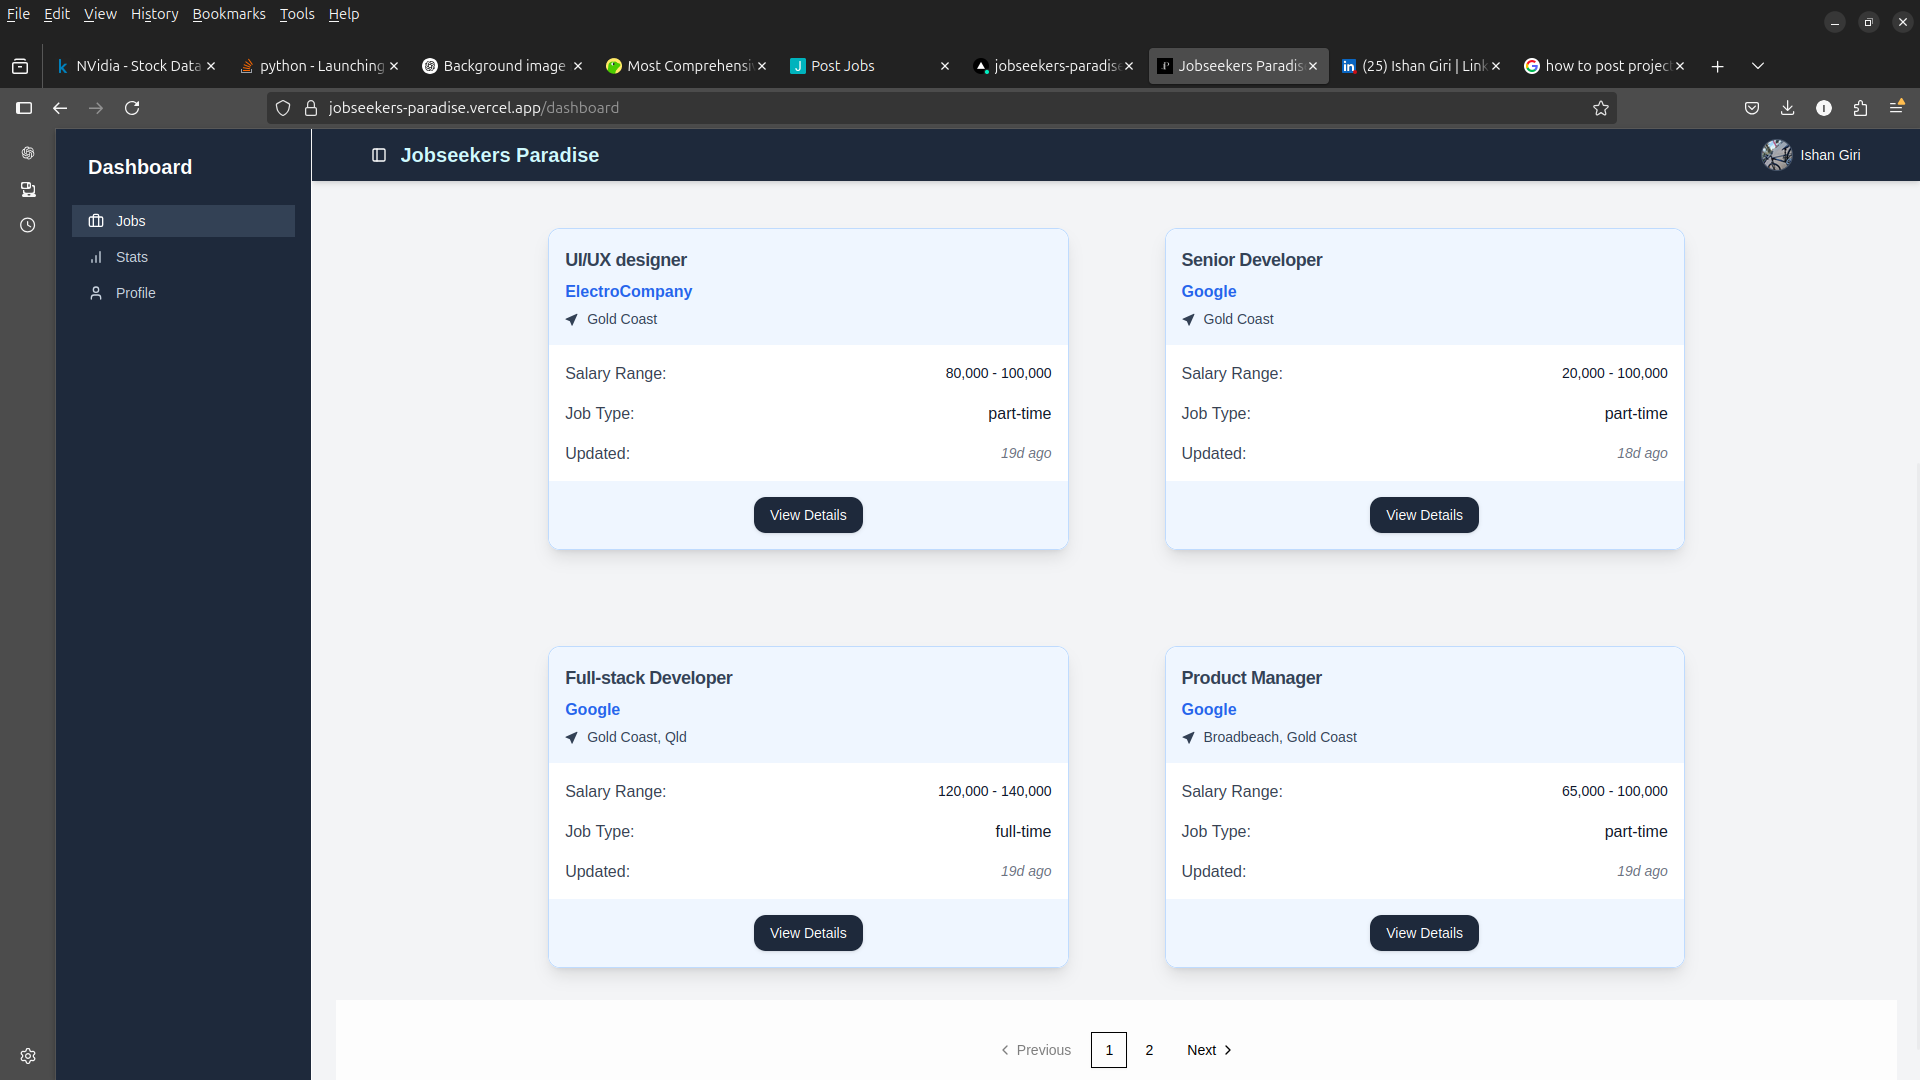 File Edit View History Bookmarks Tools Help
NVidia - Stock Data
python - Launching
Background image
Most Comprehensi
Post Jobs
jobseekers-paradise
Jobseekers Paradis
(25) Ishan Giri | Link
how to post project
jobseekers-paradise.vercel.app/dashboard
Dashboard
Jobs
Stats
Profile
Jobseekers Paradise
Ishan Giri
UI/UX designer
ElectroCompany
Gold Coast
Salary Range: 80,000 - 100,000
Job Type: part-time
Updated: 19d ago
View Details
Senior Developer
Google
Gold Coast
Salary Range: 20,000 - 100,000
Job Type: part-time
Updated: 18d ago
View Details
Full-stack Developer
Google
Gold Coast, Qld
Salary Range: 120,000 - 140,000
Job Type: full-time
Updated: 19d ago
View Details
Product Manager
Google
Broadbeach, Gold Coast
Salary Range: 65,000 - 100,000
Job Type: part-time
Updated: 19d ago
View Details
Previous 1 2 Next